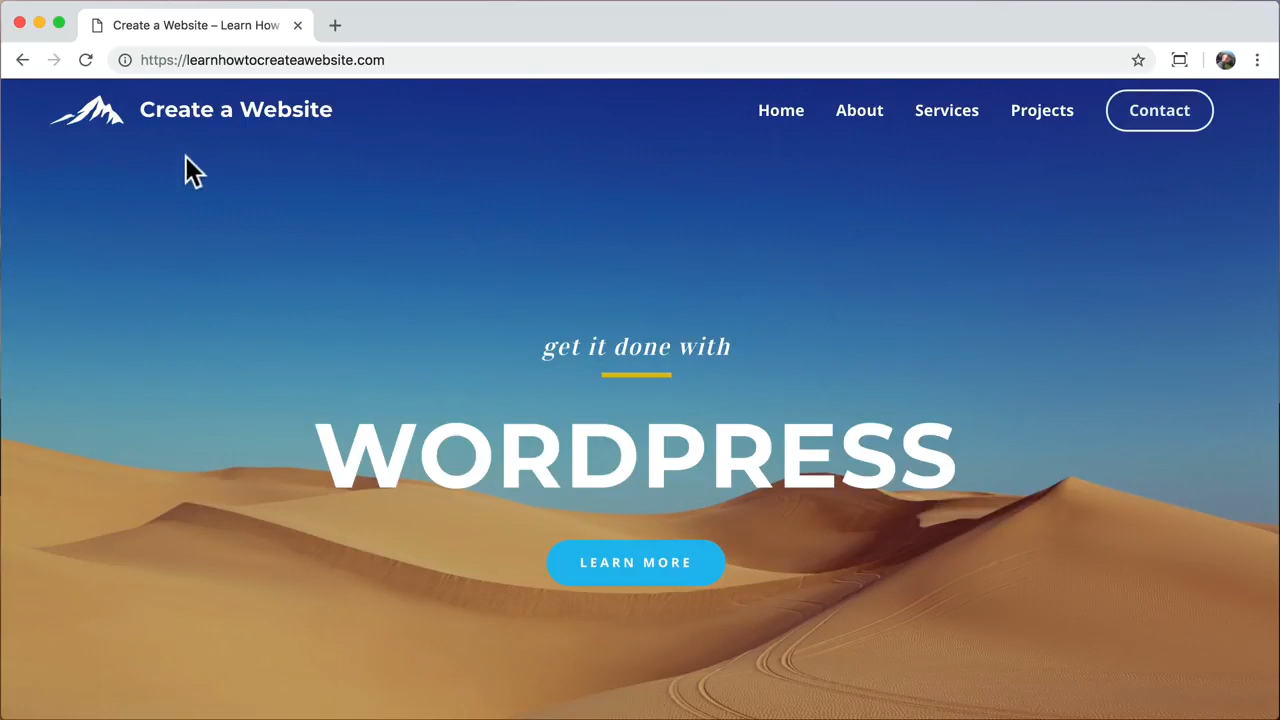 Create a Website – Learn How
https://learnhowtocreateawebsite.com
Create a Website
Home About Services Projects Contact
get it done with
WORDPRESS
LEARN MORE